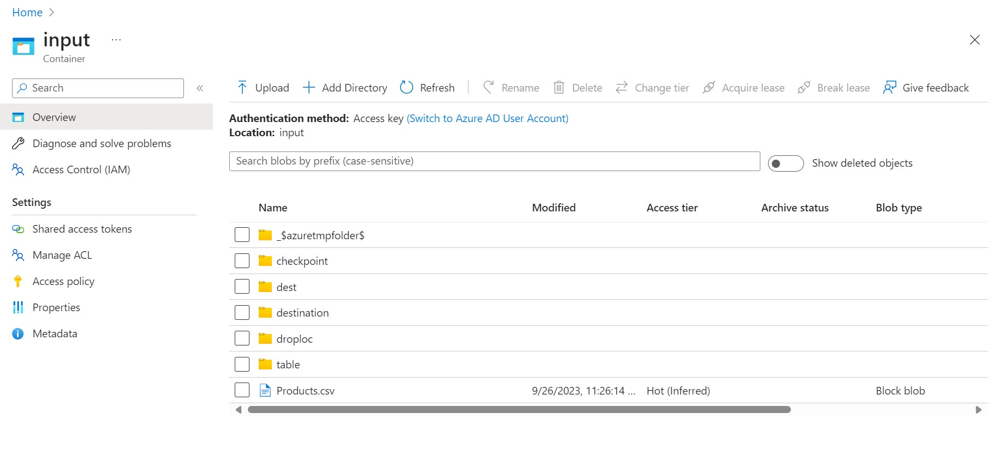 Home >
input ...
Container
Search «
Upload Add Directory Refresh Rename Delete Change tier Acquire lease Break lease Give feedback
Overview
Diagnose and solve problems
Access Control (IAM)
Settings
Shared access tokens
Manage ACL
Access policy
Properties
Metadata
Authentication method: Access key (Switch to Azure AD User Account)
Location: input
Search blobs by prefix (case-sensitive) Show deleted objects
Name Modified Access tier Archive status Blob type
_$azuretmpfolder$
checkpoint
dest
destination
droploc
table
Products.csv 9/26/2023, 11:26:14 ... Hot (Inferred) Block blob